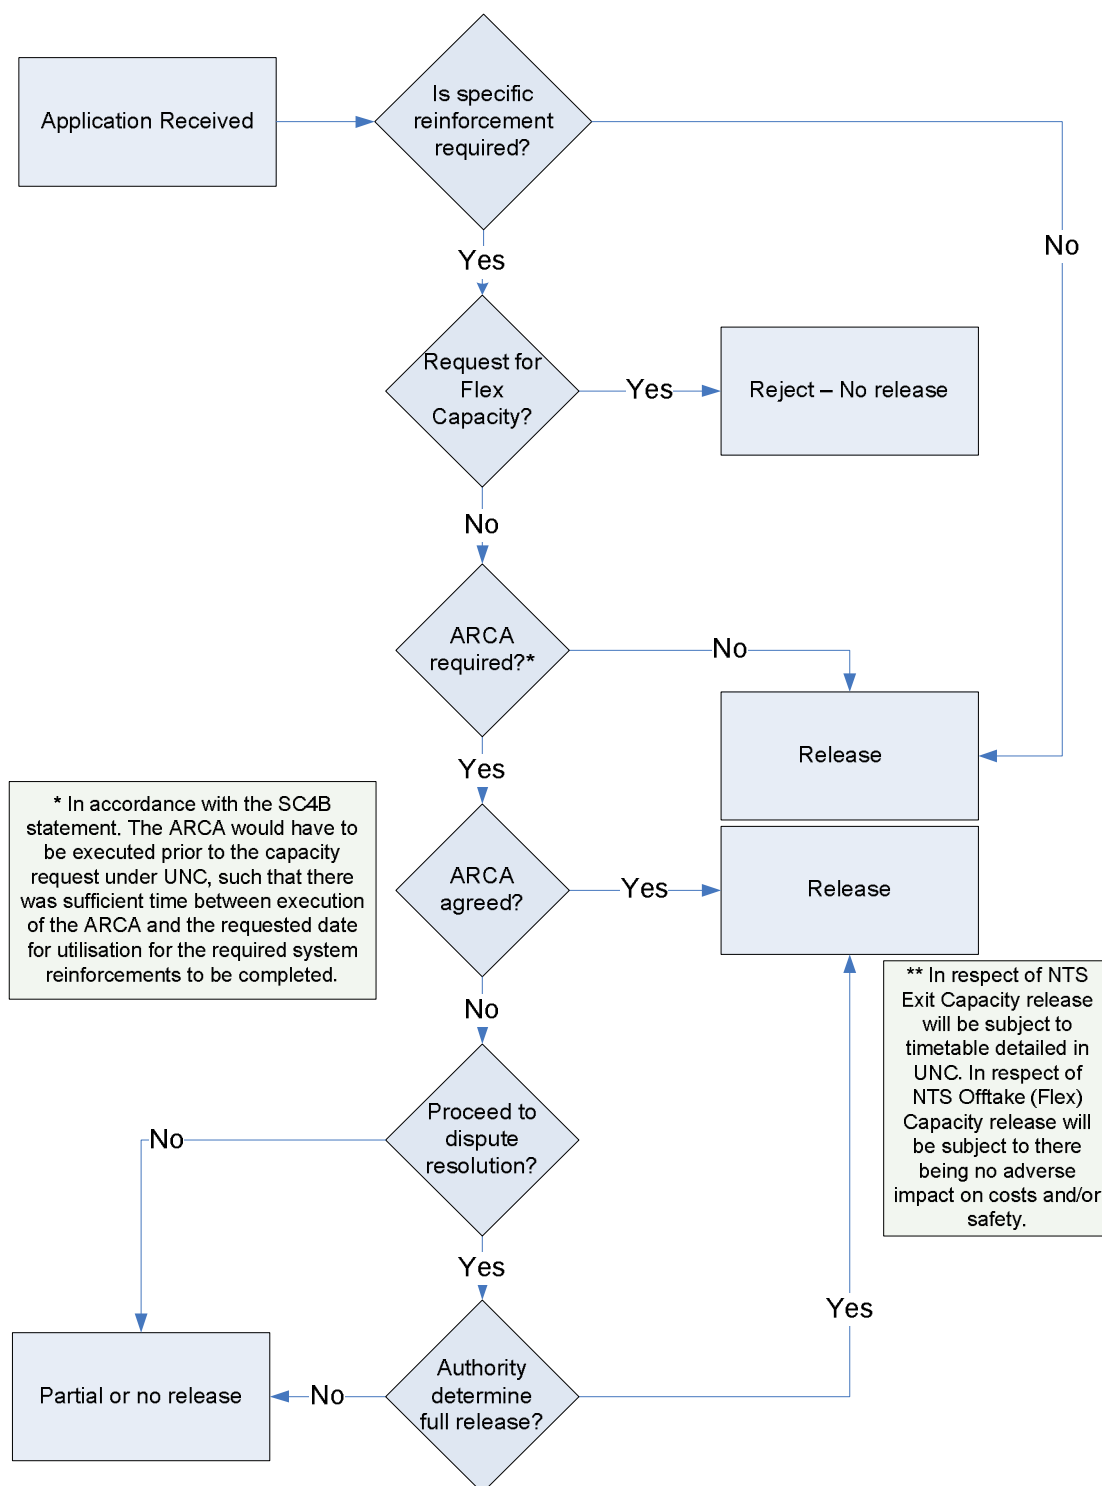 Application Received
Is specific
reinforcement
required?
No
Yes
Request for
Flex
Capacity?
Yes
Reject – No release
No
ARCA
required?*
No
Release
Yes
* In accordance with the SC4B
statement. The ARCA would have to
be executed prior to the capacity
request under UNC, such that there
was sufficient time between execution
of the ARCA and the requested date
for utilisation for the required system
reinforcements to be completed.
ARCA
agreed?
Yes
Release
** In respect of NTS
Exit Capacity release
will be subject to
timetable detailed in
UNC. In respect of
NTS Offtake (Flex)
Capacity release will
be subject to there
being no adverse
impact on costs and/or
safety.
No
Proceed to
dispute
resolution?
No
Yes
Yes
Partial or no release
No
Authority
determine
full release?